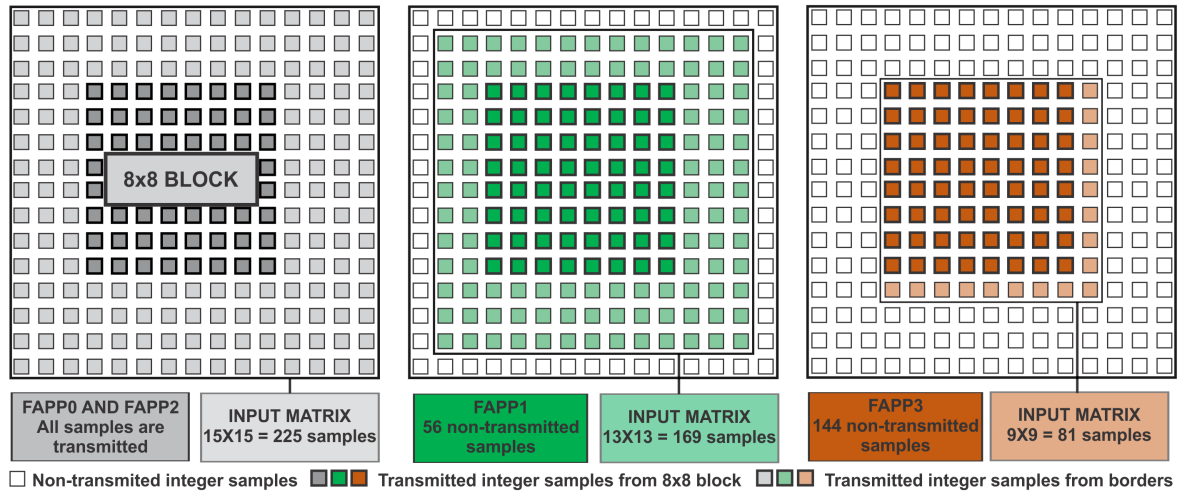 8x8 BLOCK
FAPP0 AND FAPP2
All samples are
transmitted
INPUT MATRIX
15X15 = 225 samples
FAPP1
56 non-transmitted
samples
INPUT MATRIX
13X13 = 169 samples
FAPP3
144 non-transmitted
samples
INPUT MATRIX
9X9 = 81 samples
Non-transmited integer samples
Transmitted integer samples from 8x8 block
Transmitted integer samples from borders